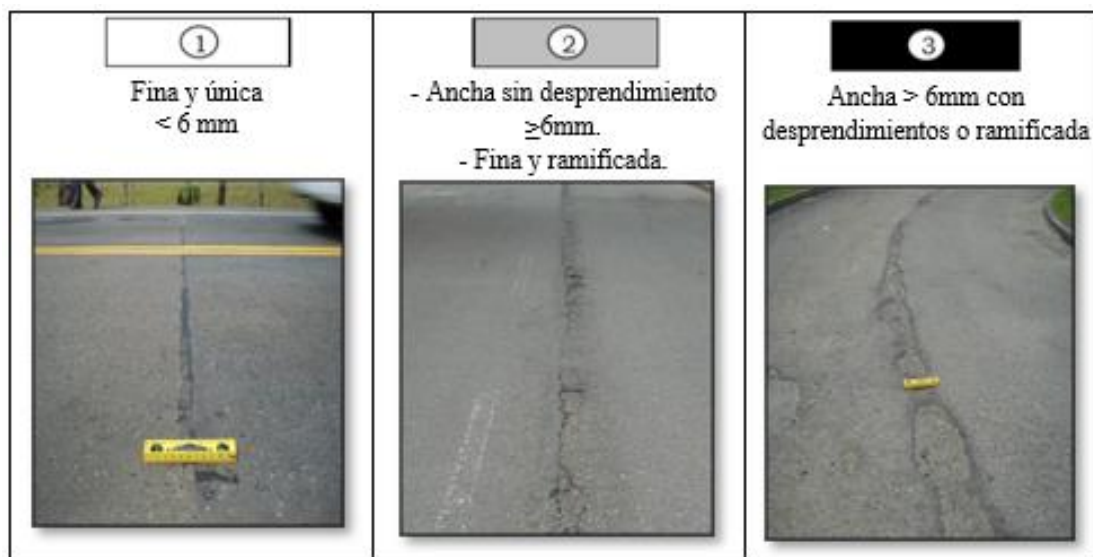 ①
Fina y única
< 6 mm
②
- Ancha sin desprendimiento
≥6mm.
- Fina y ramificada.
③
Ancha > 6mm con
desprendimientos o ramificada